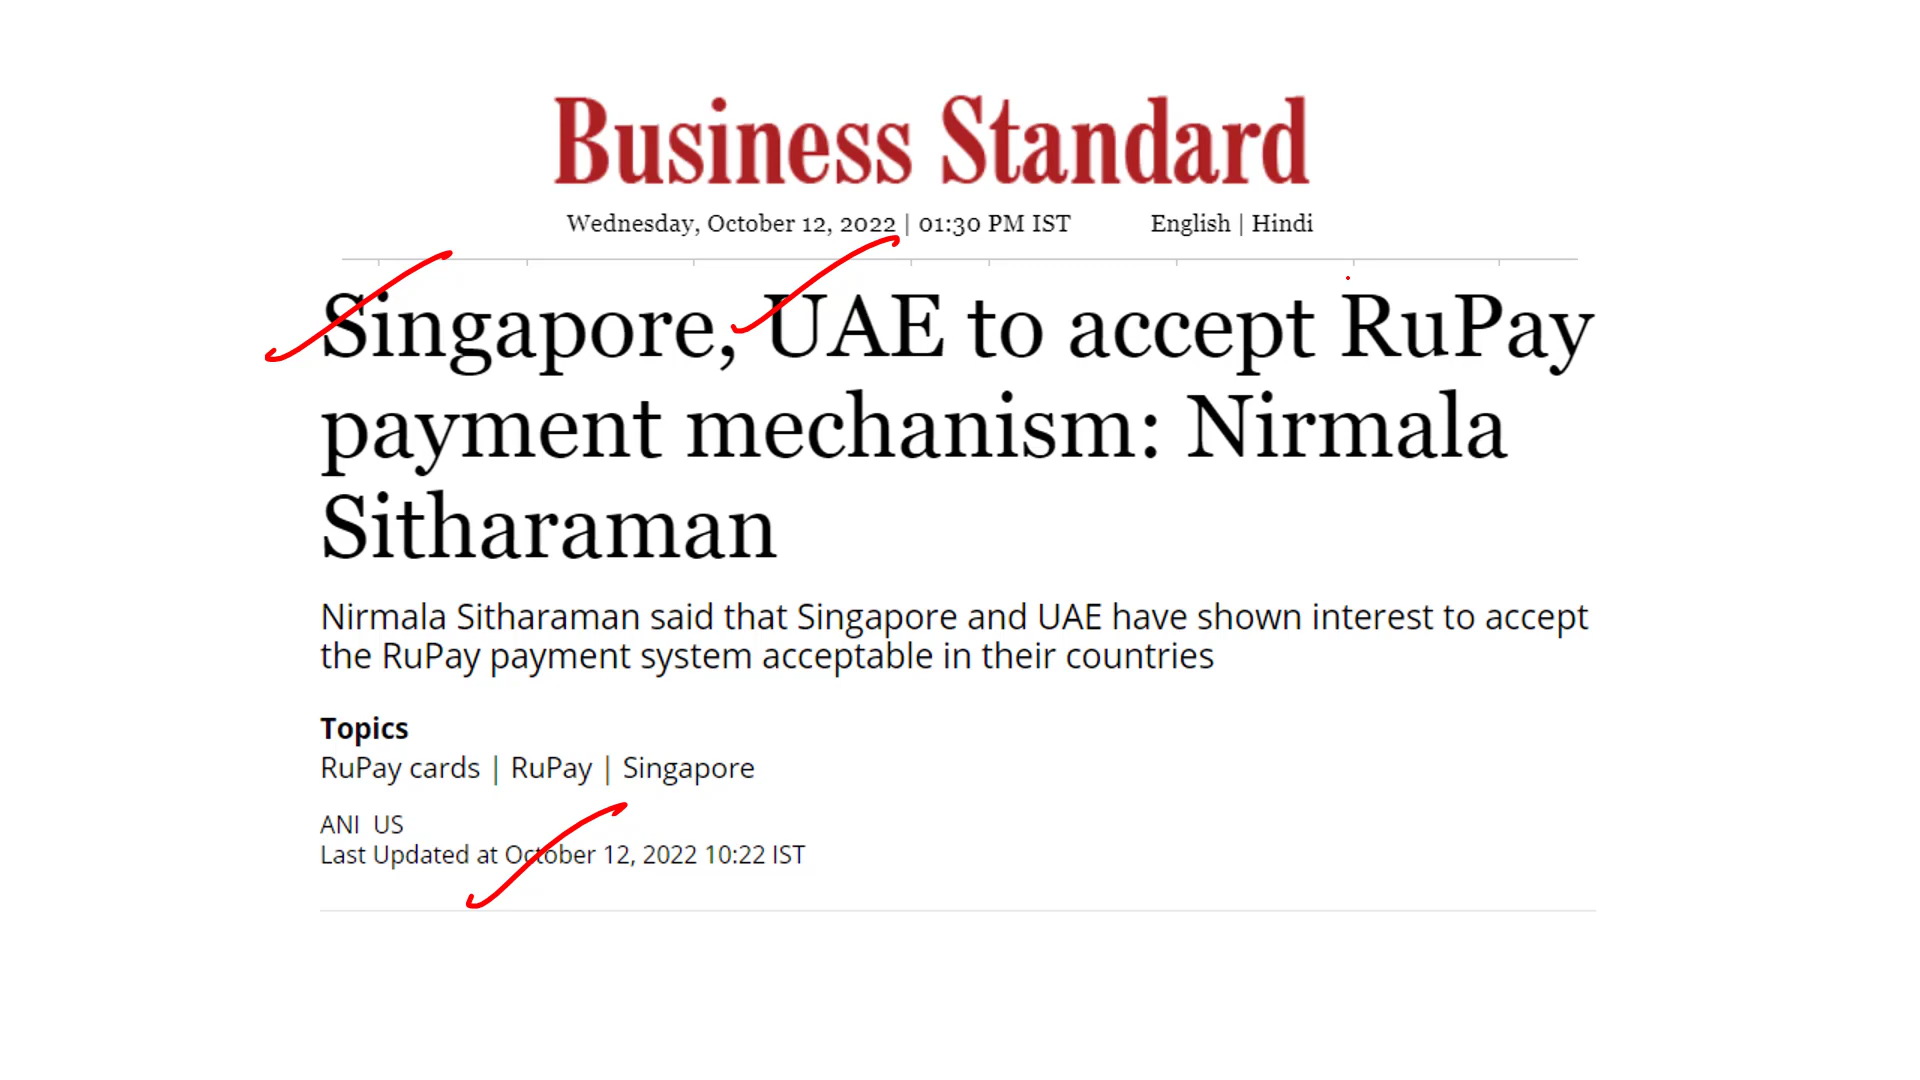 Business Standard
Wednesday, October 12, 2022 | 01:30 PM IST English | Hindi
Singapore, UAE to accept RuPay
payment mechanism: Nirmala
Sitharaman
Nirmala Sitharaman said that Singapore and UAE have shown interest to accept
the RuPay payment system acceptable in their countries
Topics
RuPay cards | RuPay | Singapore
ANI US
Last Updated at October 12, 2022 10:22 IST